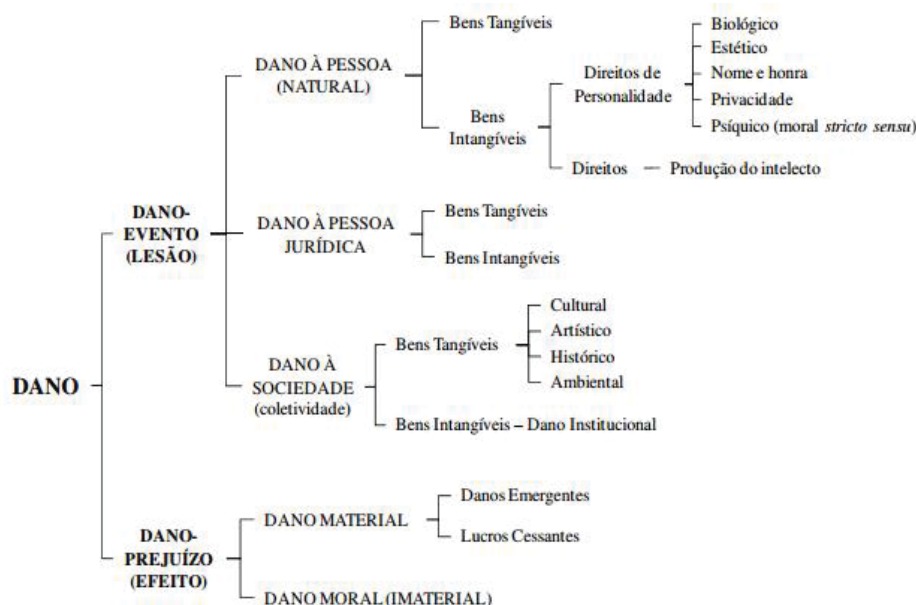 Bens Tangíveis
DANO À PESSOA
(NATURAL)
Bens
Intangíveis
Direitos de
Personalidade
Biológico
Estético
Nome e honra
Privacidade
Psíquico (moral stricto sensu)
Direitos
Produção do intelecto
DANO-
EVENTO
(LESÃO)
DANO À PESSOA
JURÍDICA
Bens Tangíveis
Bens Intangíveis
DANO À
SOCIEDADE
(coletividade)
Bens Tangíveis
Cultural
Artístico
Histórico
Ambiental
Bens Intangíveis – Dano Institucional
DANO
DANO-
PREJUÍZO
(EFEITO)
DANO MATERIAL
Danos Emergentes
Lucros Cessantes
DANO MORAL (IMATERIAL)